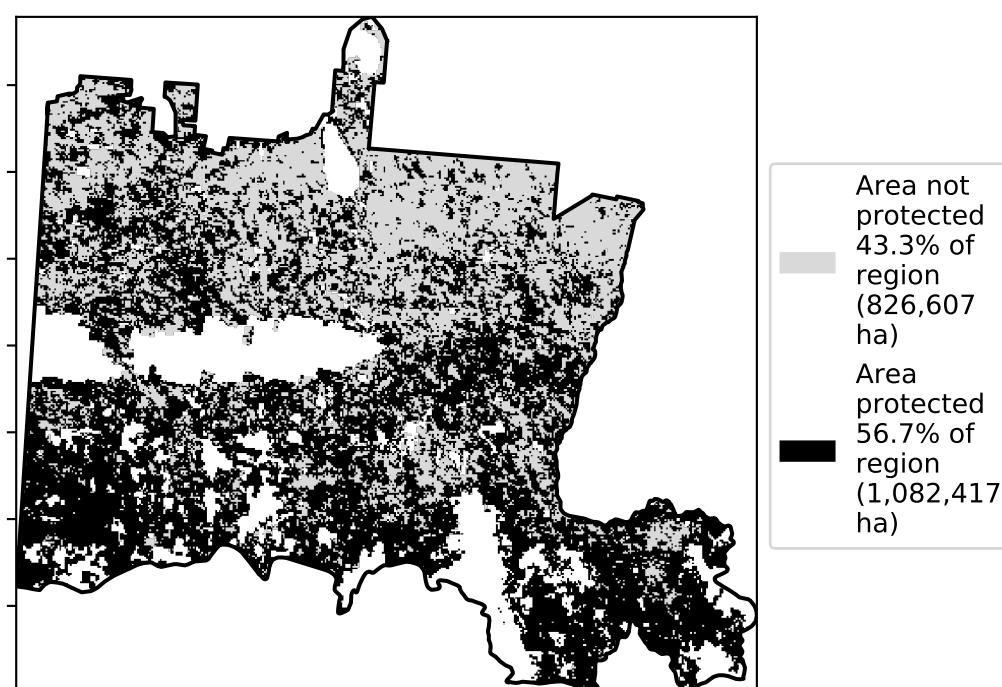 Area not
protected
43.3% of
region
(826,607
ha)
Area
protected
56.7% of
region
(1,082,417
ha)